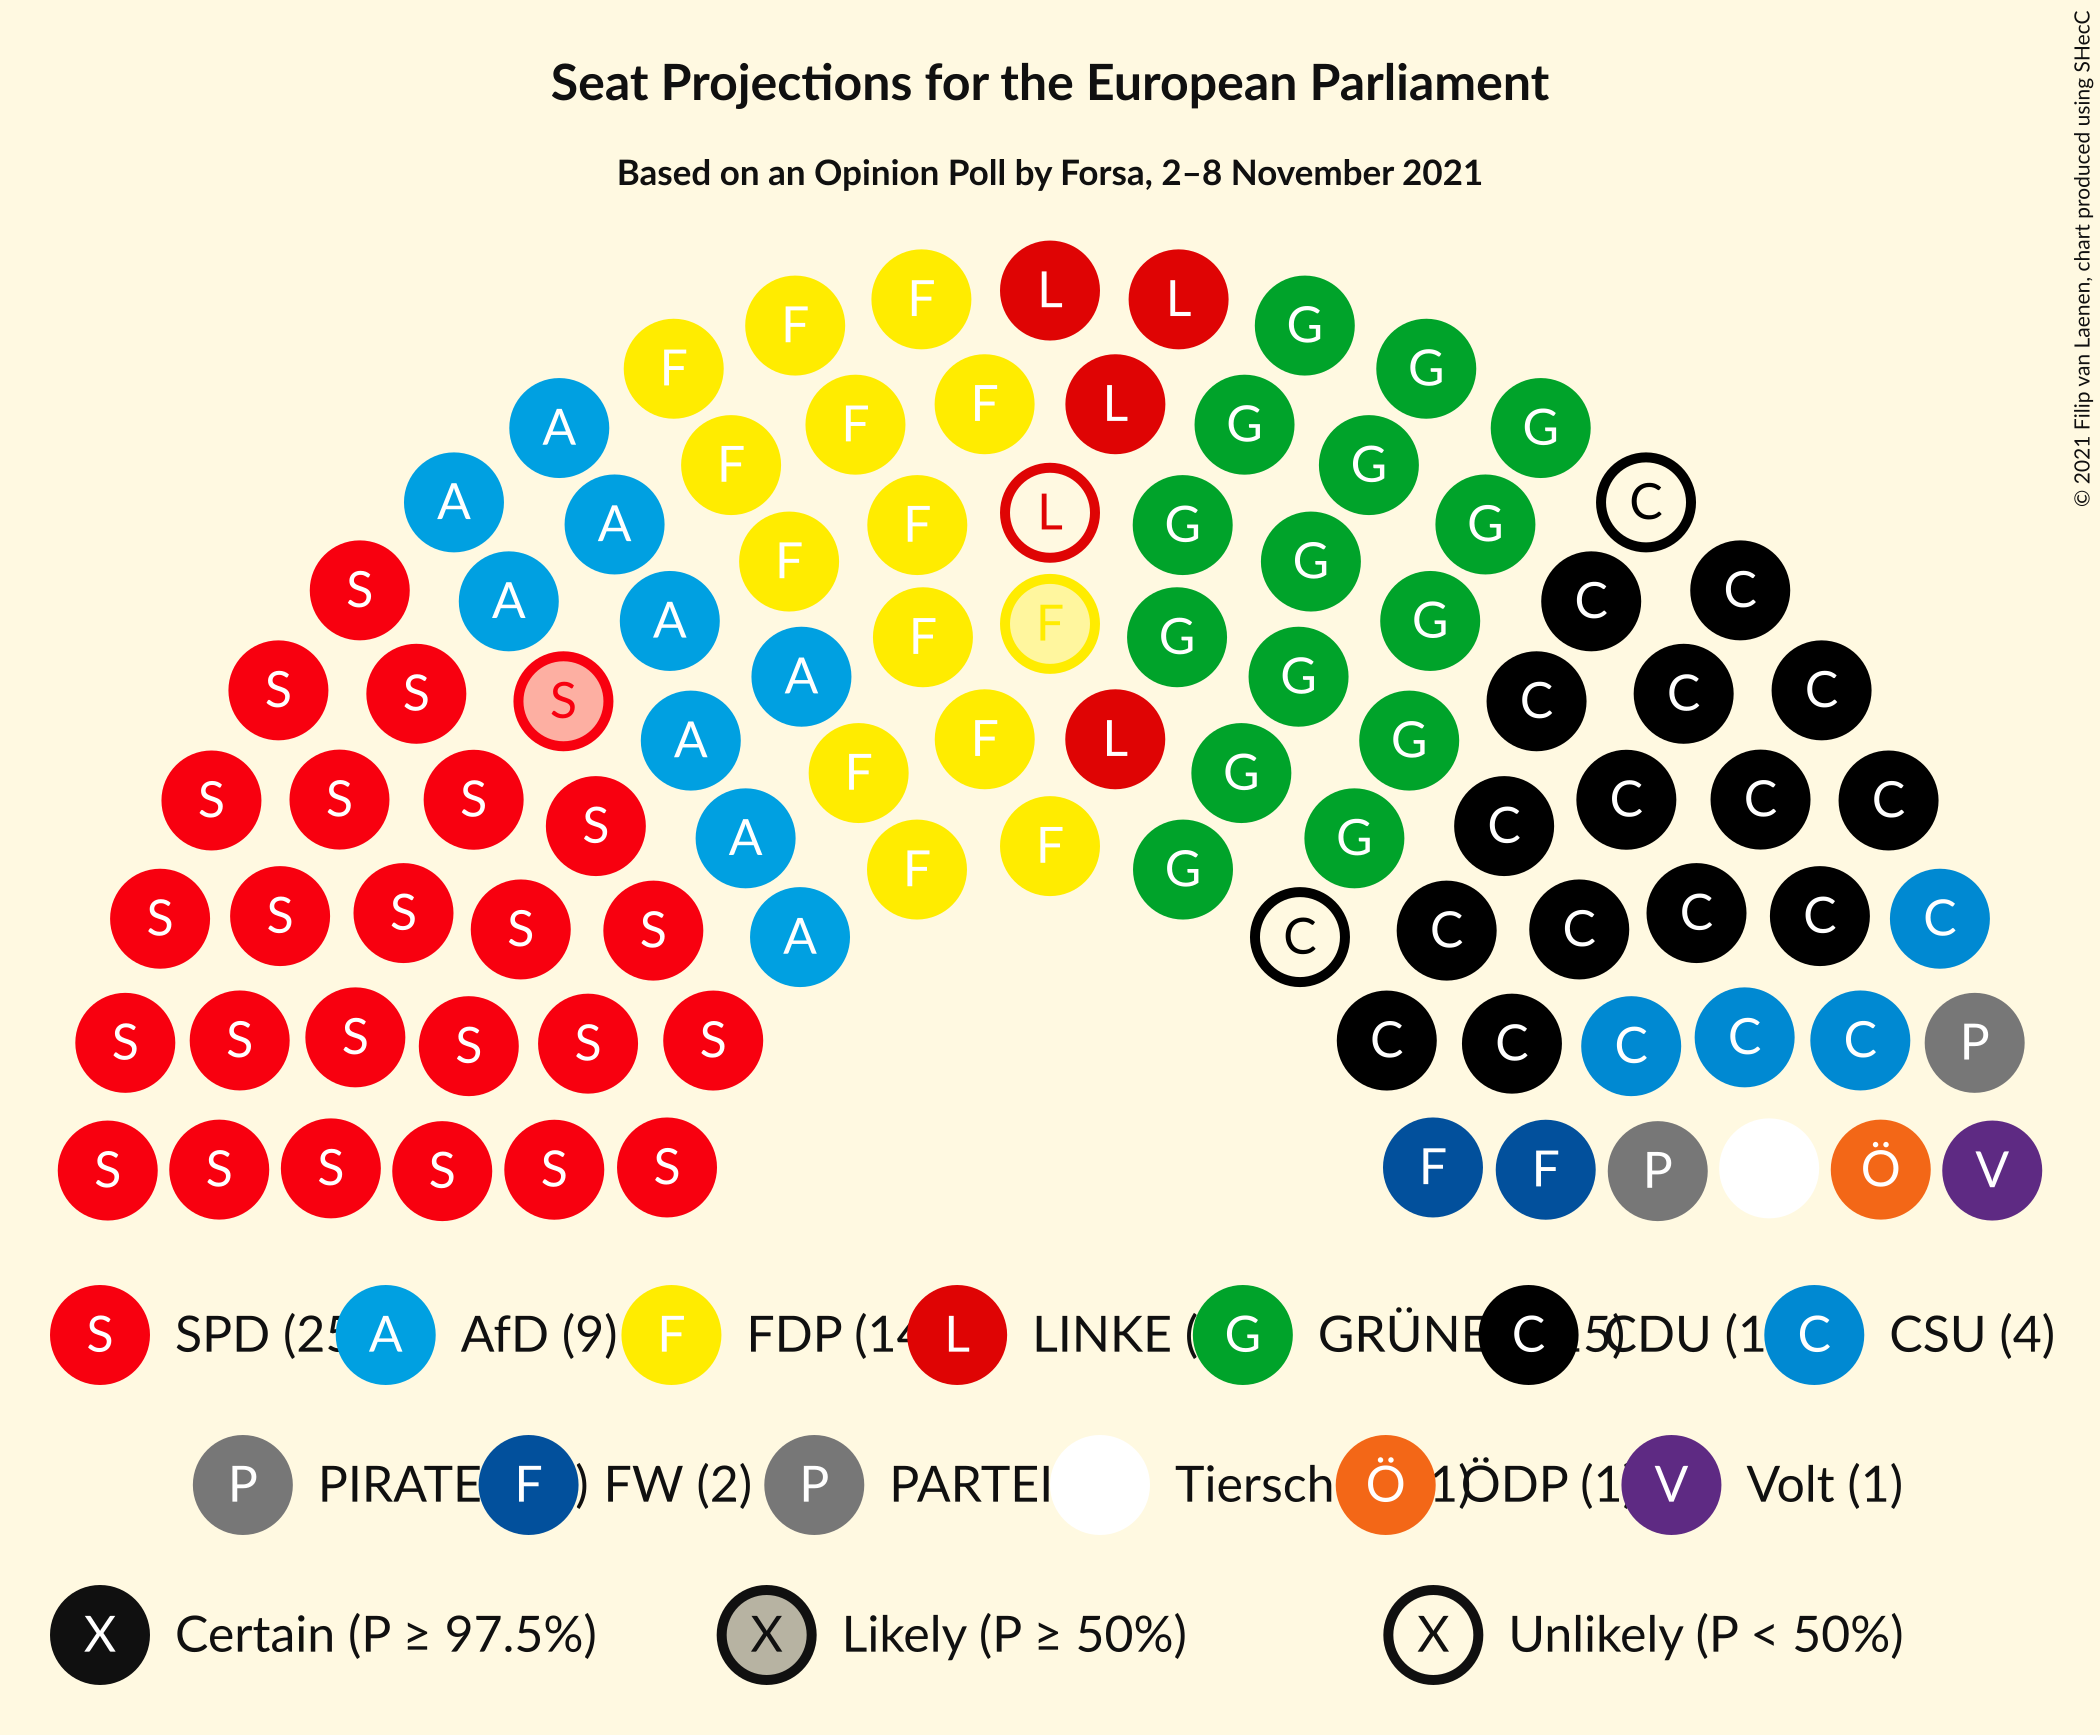 Seat Projections for the European Parliament
Based on an Opinion Poll by Forsa, 2–8 November 2021
© 2021 Filip van Laenen, chart produced using SHecC
L
F L
F G
F G
A F L G
F G
F G
A F F G
A L C
A G G
F G
F G
S A C C
A G
F F G
S A G C
S S A G C C
A L G
F
S S S F G C C C
S A G C
F
S S S F G C C C C
S S A C C C C
S S S S S S C C C C C P
S S S S S S F F P Ö V
S SPD (25 A AfD (9) F FDP (14 L LINKE ( G GRÜNE C 5) CDU (1 C CSU (4)
P PIRATE F ) FW (2) P PARTEI Tiersch Ö 1) ÖDP (1) V Volt (1)
X Certain (P ≥ 97.5%) X Likely (P ≥ 50%) X Unlikely (P < 50%)